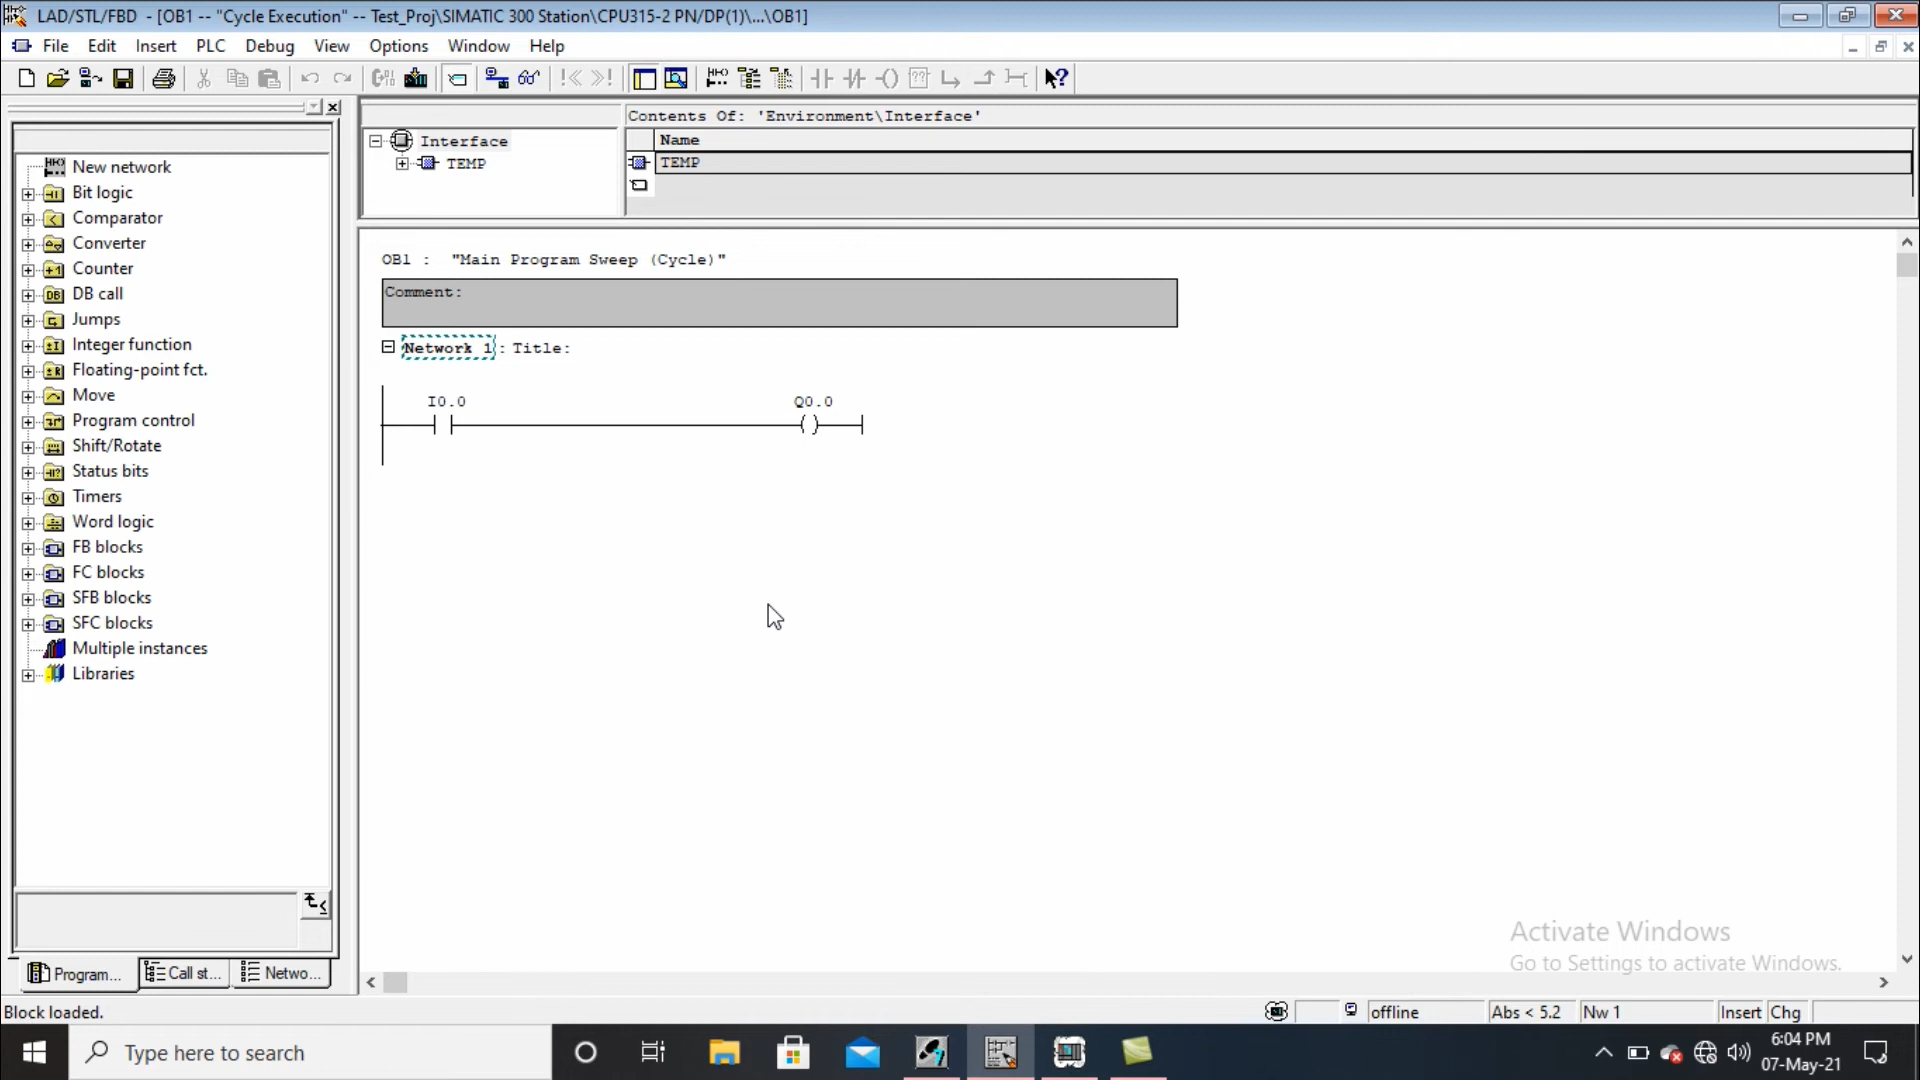 LAD/STL/FBD - [OB1 -- "Cycle Execution" -- Test_Proj\SIMATIC 300 Station\CPU315-2 PN/DP(1)\...\OB1]
File Edit Insert PLC Debug View Options Window Help
Contents Of: 'Environment\Interface'
Interface
TEMP
Name
TEMP
New network
Bit logic
Comparator
Converter
Counter
DB call
Jumps
Integer function
Floating-point fct.
Move
Program control
Shift/Rotate
Status bits
Timers
Word logic
FB blocks
FC blocks
SFB blocks
SFC blocks
Multiple instances
Libraries
Program... Call st... Netwo...
OB1 : "Main Program Sweep (Cycle)"
Comment:
Network 1: Title:
I0.0 Q0.0
Activate Windows
Go to Settings to activate Windows.
Block loaded.
offline Abs < 5.2 Nw 1 Insert Chg
Type here to search
6:04 PM
07-May-21